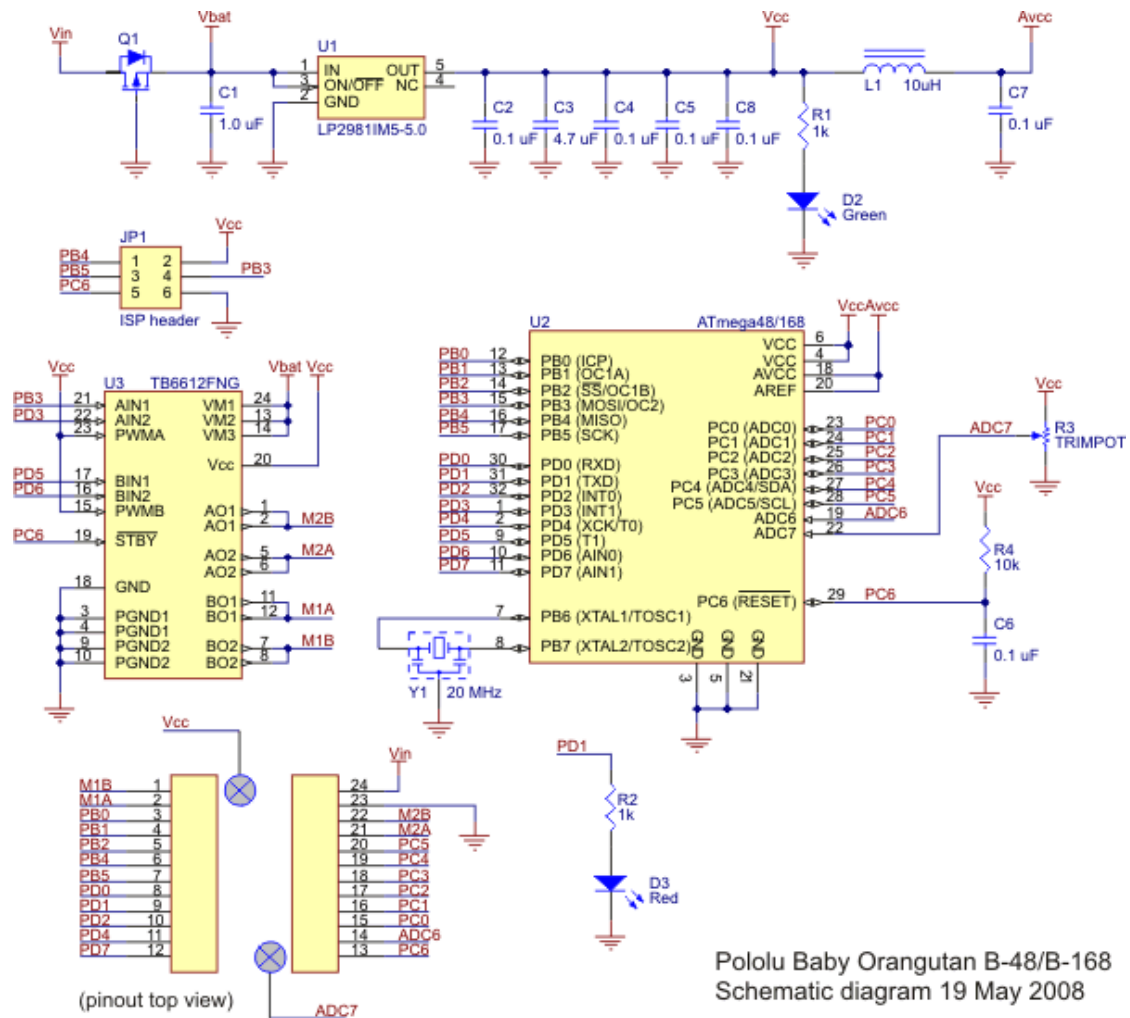 Vin
Q1
Vbat
C1
1.0 uF
U1
1 IN OUT 5
3 ON/OFF NC 4
2 GND
LP2981IM5-5.0
C2
0.1 uF
C3
4.7 uF
C4
0.1 uF
C5
0.1 uF
C8
0.1 uF
Vcc
R1
1k
D2
Green
L1 10uH
Avcc
C7
0.1 uF
JP1
Vcc
PB4 1 2
PB5 3 4 PB3
PC6 5 6
ISP header
U3 TB6612FNG
Vcc
Vbat Vcc
PB3 21 AIN1 VM1 24
PD3 22 AIN2 VM2 13
23 PWMA VM3 14
Vcc 20
PD5 17 BIN1
PD6 16 BIN2
15 PWMB AO1 1
AO1 2 M2B
PC6 19 STBY
AO2 5 M2A
AO2 6
18 GND
BO1 11
3 PGND1 BO1 12 M1A
4 PGND1
9 PGND2 BO2 7 M1B
10 PGND2 BO2 8
U2 ATmega48/168
Vcc Avcc
VCC 6
VCC 4
AVCC 18
AREF 20
PB0 12 PB0 (ICP)
PB1 13 PB1 (OC1A)
PB2 14 PB2 (SS/OC1B)
PB3 15 PB3 (MOSI/OC2)
PB4 16 PB4 (MISO)
PB5 17 PB5 (SCK)
PD0 30 PD0 (RXD)
PD1 31 PD1 (TXD)
PD2 32 PD2 (INT0)
PD3 1 PD3 (INT1)
PD4 2 PD4 (XCK/T0)
PD5 9 PD5 (T1)
PD6 10 PD6 (AIN0)
PD7 11 PD7 (AIN1)
7 PB6 (XTAL1/TOSC1)
8 PB7 (XTAL2/TOSC2)
PC0 (ADC0) 23 PC0
PC1 (ADC1) 24 PC1
PC2 (ADC2) 25 PC2
PC3 (ADC3) 26 PC3
PC4 (ADC4/SDA) 27 PC4
PC5 (ADC5/SCL) 28 PC5
ADC6 19 ADC6
ADC7 22
PC6 (RESET) 29 PC6
GND GND GND
3 5 21
Y1 20 MHz
ADC7
Vcc
R3
TRIMPOT
Vcc
R4
10k
C6
0.1 uF
Vcc
Vin
M1B 1
M1A 2
PB0 3
PB1 4
PB2 5
PB4 6
PB5 7
PD0 8
PD1 9
PD2 10
PD4 11
PD7 12
24
23
22 M2B
21 M2A
20 PC5
19 PC4
18 PC3
17 PC2
16 PC1
15 PC0
14 ADC6
13 PC6
(pinout top view)
ADC7
PD1
R2
1k
D3
Red
Pololu Baby Orangutan B-48/B-168
Schematic diagram 19 May 2008